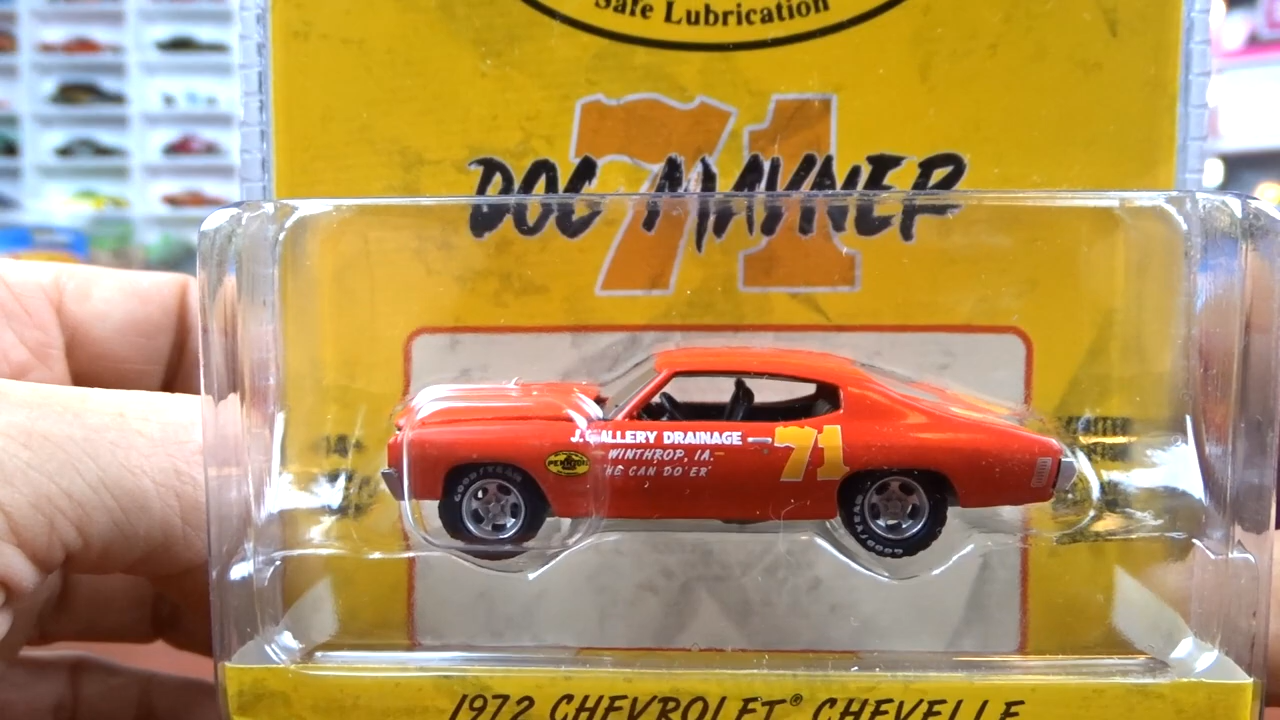 Safe Lubrication
71
DOC MAYNER
J. GALLERY DRAINAGE
WINTHROP, IA.
"HE CAN DO'ER"
71
PENNZOIL
GOODYEAR
GOODYEAR
1972 CHEVROLET® CHEVELLE